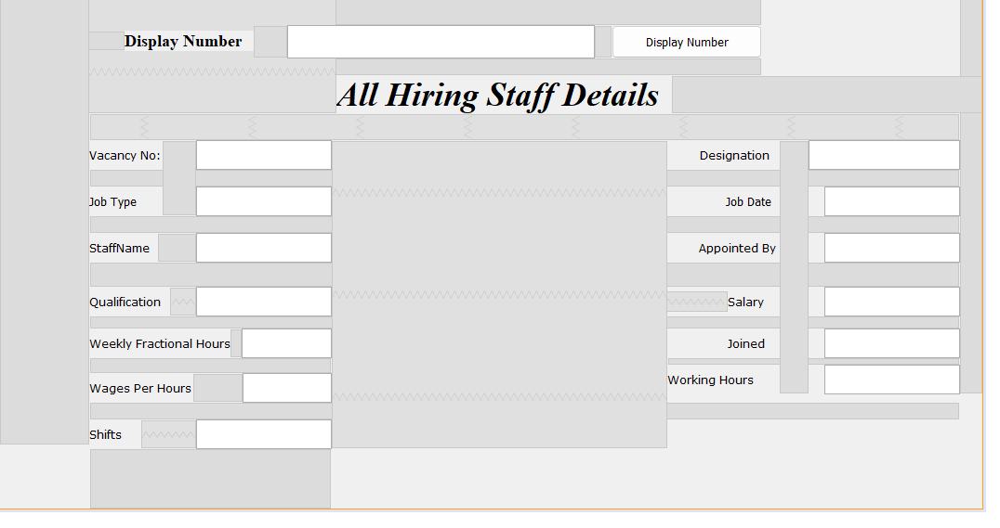 Display Number Display Number
All Hiring Staff Details
Vacancy No: Designation
Job Type Job Date
StaffName Appointed By
Qualification Salary
Weekly Fractional Hours Joined
Wages Per Hours Working Hours
Shifts